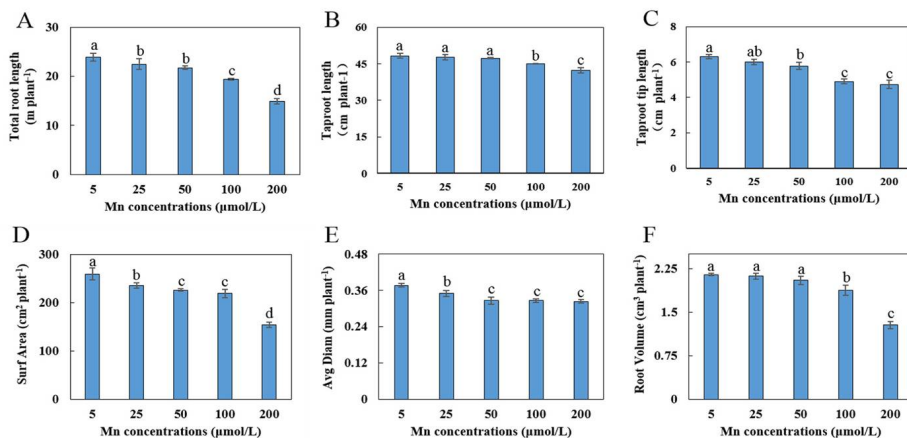 A
Total root length
(m plant⁻¹)
30
20
10
0
a
b
b
c
d
5 25 50 100 200
Mn concentrations (μmol/L)
B
Taproot length
(cm plant-1)
60
45
30
15
0
a
a
a
b
c
5 25 50 100 200
Mn concentrations (μmol/L)
C
Taproot tip length
(cm plant⁻¹)
8
6
4
2
0
a
ab
b
c
c
5 25 50 100 200
Mn concentrations (μmol/L)
D
Surf Area (cm² plant⁻¹)
300
200
100
0
a
b
c
c
d
5 25 50 100 200
Mn concentrations (μmol/L)
E
Avg Diam (mm plant⁻¹)
0.48
0.36
0.24
0.12
0
a
b
c
c
c
5 25 50 100 200
Mn concentrations (μmol/L)
F
Root Volume (cm³ plant⁻¹)
2.25
1.5
0.75
0
a
a
a
b
c
5 25 50 100 200
Mn concentrations (μmol/L)